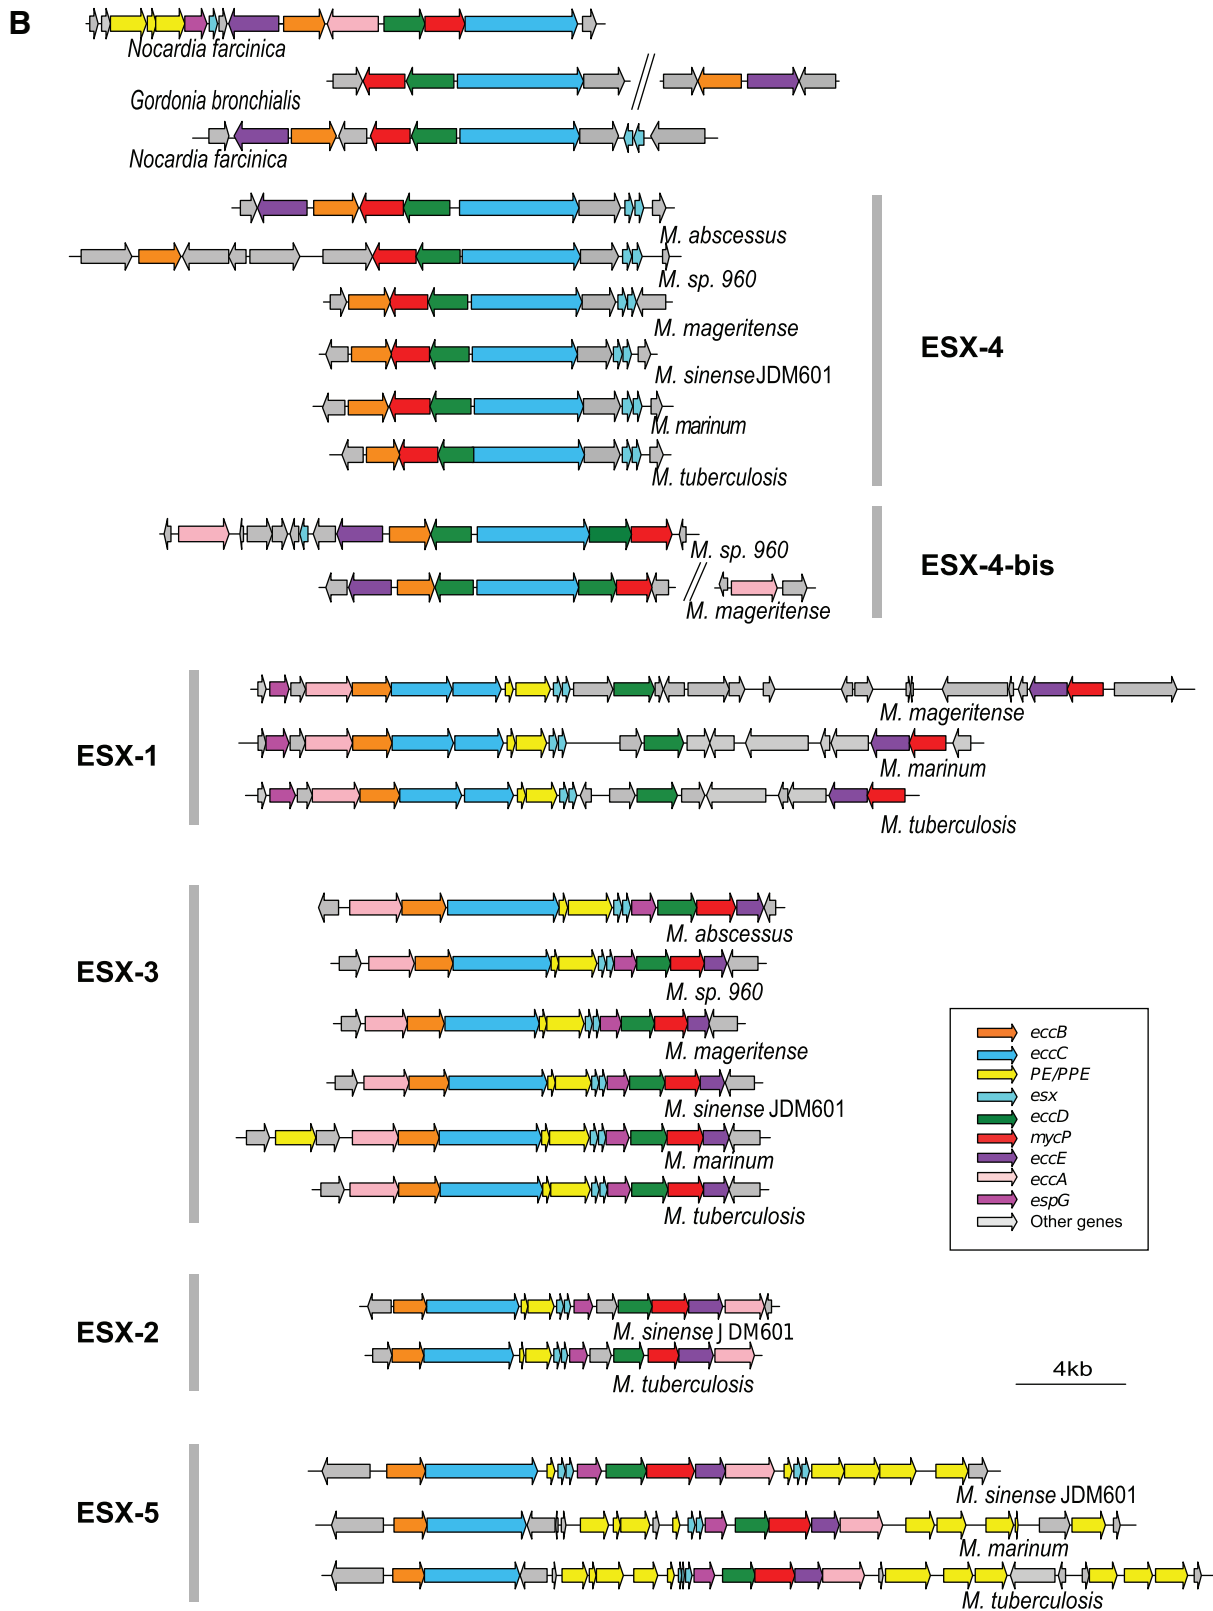 B
Nocardia farcinica
Gordonia bronchialis
Nocardia farcinica
M. abscessus
M. sp. 960
M. mageritense
ESX-4
M. sinense JDM601
M. marinum
M. tuberculosis
M. sp. 960
ESX-4-bis
M. mageritense
M. mageritense
ESX-1
M. marinum
M. tuberculosis
M. abscessus
ESX-3
M. sp. 960
M. mageritense
M. sinense JDM601
M. marinum
M. tuberculosis
eccB
eccC
PE/PPE
esx
eccD
mycP
eccE
eccA
espG
Other genes
ESX-2
M. sinense JDM601
M. tuberculosis
4kb
ESX-5
M. sinense JDM601
M. marinum
M. tuberculosis